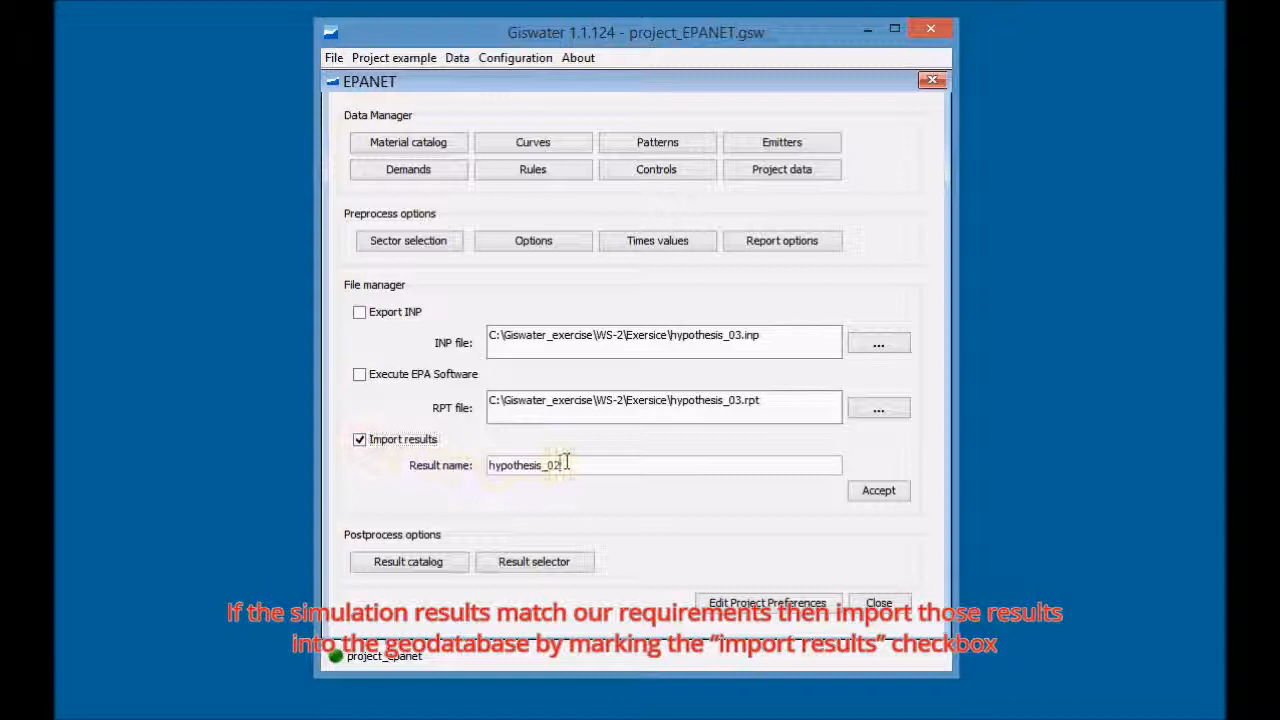 Giswater 1.1.124 - project_EPANET.gsw
File Project example Data Configuration About
EPANET
Data Manager
Material catalog Curves Patterns Emitters
Demands Rules Controls Project data
Preprocess options
Sector selection Options Times values Report options
File manager
Export INP
INP file: C:\Giswater_exercise\WS-2\Exersice\hypothesis_03.inp ...
Execute EPA Software
RPT file: C:\Giswater_exercise\WS-2\Exersice\hypothesis_03.rpt ...
Import results
Result name: hypothesis_02
Accept
Postprocess options
Result catalog Result selector
Edit Project Preferences Close
If the simulation results match our requirements then import those results
into the geodatabase by marking the “import results” checkbox
project_epanet